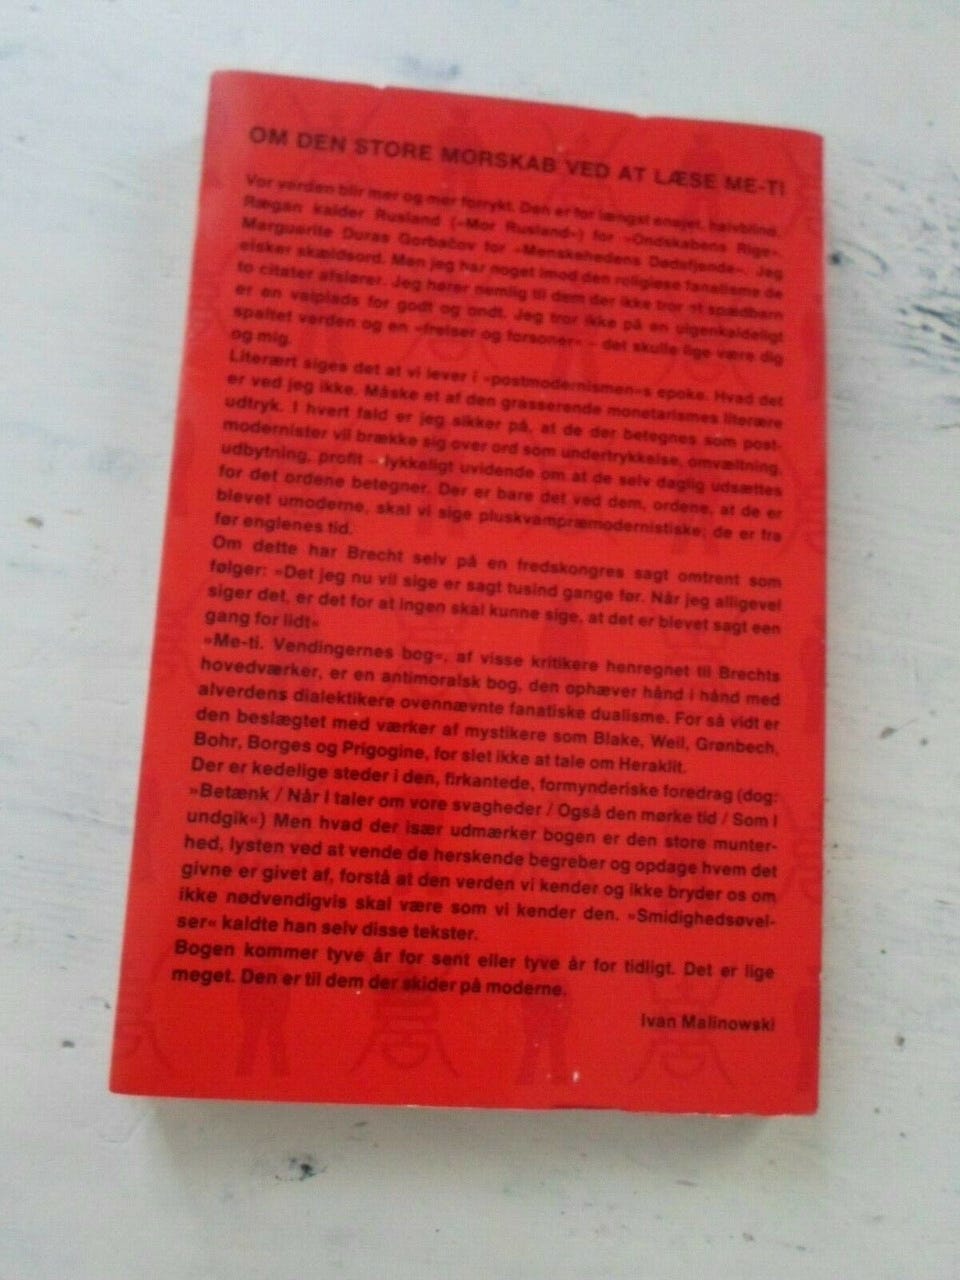 OM DEN STORE MORSKAB VED AT LÆSE ME-TI
Vor verden blir mer og mer forrykt. Den er for længst enøjet, halvblind.
Rægan kalder Rusland (»Mor Rusland«) for »Ondskabens Rige«.
Marguerite Duras Gorbačov for »Menskehedens Dødsfjende«. Jeg
elsker skældsord. Men jeg har noget imod den religiøse fanatisme de
to citater afslører. Jeg hører nemlig til dem der ikke tror at spædbarn
er en valplads for godt og ondt. Jeg tror ikke på en uigenkaldeligt
spaltet verden og en »frelser og forsoner« – det skulle lige være dig
og mig.
Literært siges det at vi lever i »postmodernismen«s epoke. Hvad det
er ved jeg ikke. Måske et af den grasserende monetarismes literære
udtryk. I hvert fald er jeg sikker på, at de der betegnes som post-
modernister vil brække sig over ord som undertrykkelse, omvæltning,
udbytning, profit – lykkeligt uvidende om at de selv daglig udsættes
for det ordene betegner. Der er bare det ved dem, ordene, at de er
blevet umoderne, skal vi sige pluskvampræmodernistiske; de er fra
før englenes tid.
Om dette har Brecht selv på en fredskongres sagt omtrent som
følger: »Det jeg nu vil sige er sagt tusind gange før. Når jeg alligevel
siger det, er det for at ingen skal kunne sige, at det er blevet sagt een
gang for lidt«
»Me-ti. Vendingernes bog«, af visse kritikere henregnet til Brechts
hovedværker, er en antimoralsk bog, den ophæver hånd i hånd med
alverdens dialektikere ovennævnte fanatiske dualisme. For så vidt er
den beslægtet med værker af mystikere som Blake, Weil, Grønbech,
Bohr, Borges og Prigogine, for slet ikke at tale om Heraklit.
Der er kedelige steder i den, firkantede, formynderiske foredrag (dog:
»Betænk / Når I taler om vore svagheder / Også den mørke tid / Som I
undgik«) Men hvad der især udmærker bogen er den store munter-
hed, lysten ved at vende de herskende begreber og opdage hvem det
givne er givet af, forstå at den verden vi kender og ikke bryder os om
ikke nødvendigvis skal være som vi kender den. »Smidighedsøvel-
ser« kaldte han selv disse tekster.
Bogen kommer tyve år for sent eller tyve år for tidligt. Det er lige
meget. Den er til dem der skider på moderne.
Ivan Malinowski